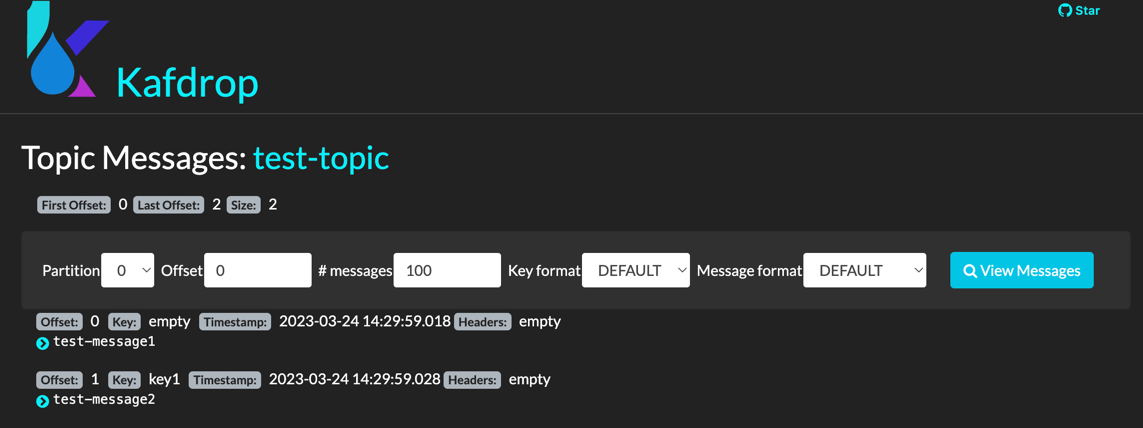 Star
Kafdrop
Topic Messages: test-topic
First Offset: 0 Last Offset: 2 Size: 2
Partition 0 Offset 0 # messages 100 Key format DEFAULT Message format DEFAULT View Messages
Offset: 0 Key: empty Timestamp: 2023-03-24 14:29:59.018 Headers: empty
test-message1
Offset: 1 Key: key1 Timestamp: 2023-03-24 14:29:59.028 Headers: empty
test-message2